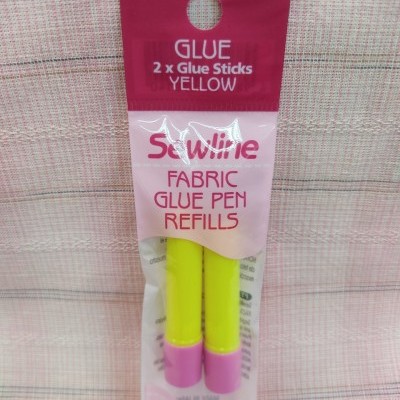 GLUE
2 x Glue Sticks
YELLOW
Sewline
FABRIC
GLUE PEN
REFILLS